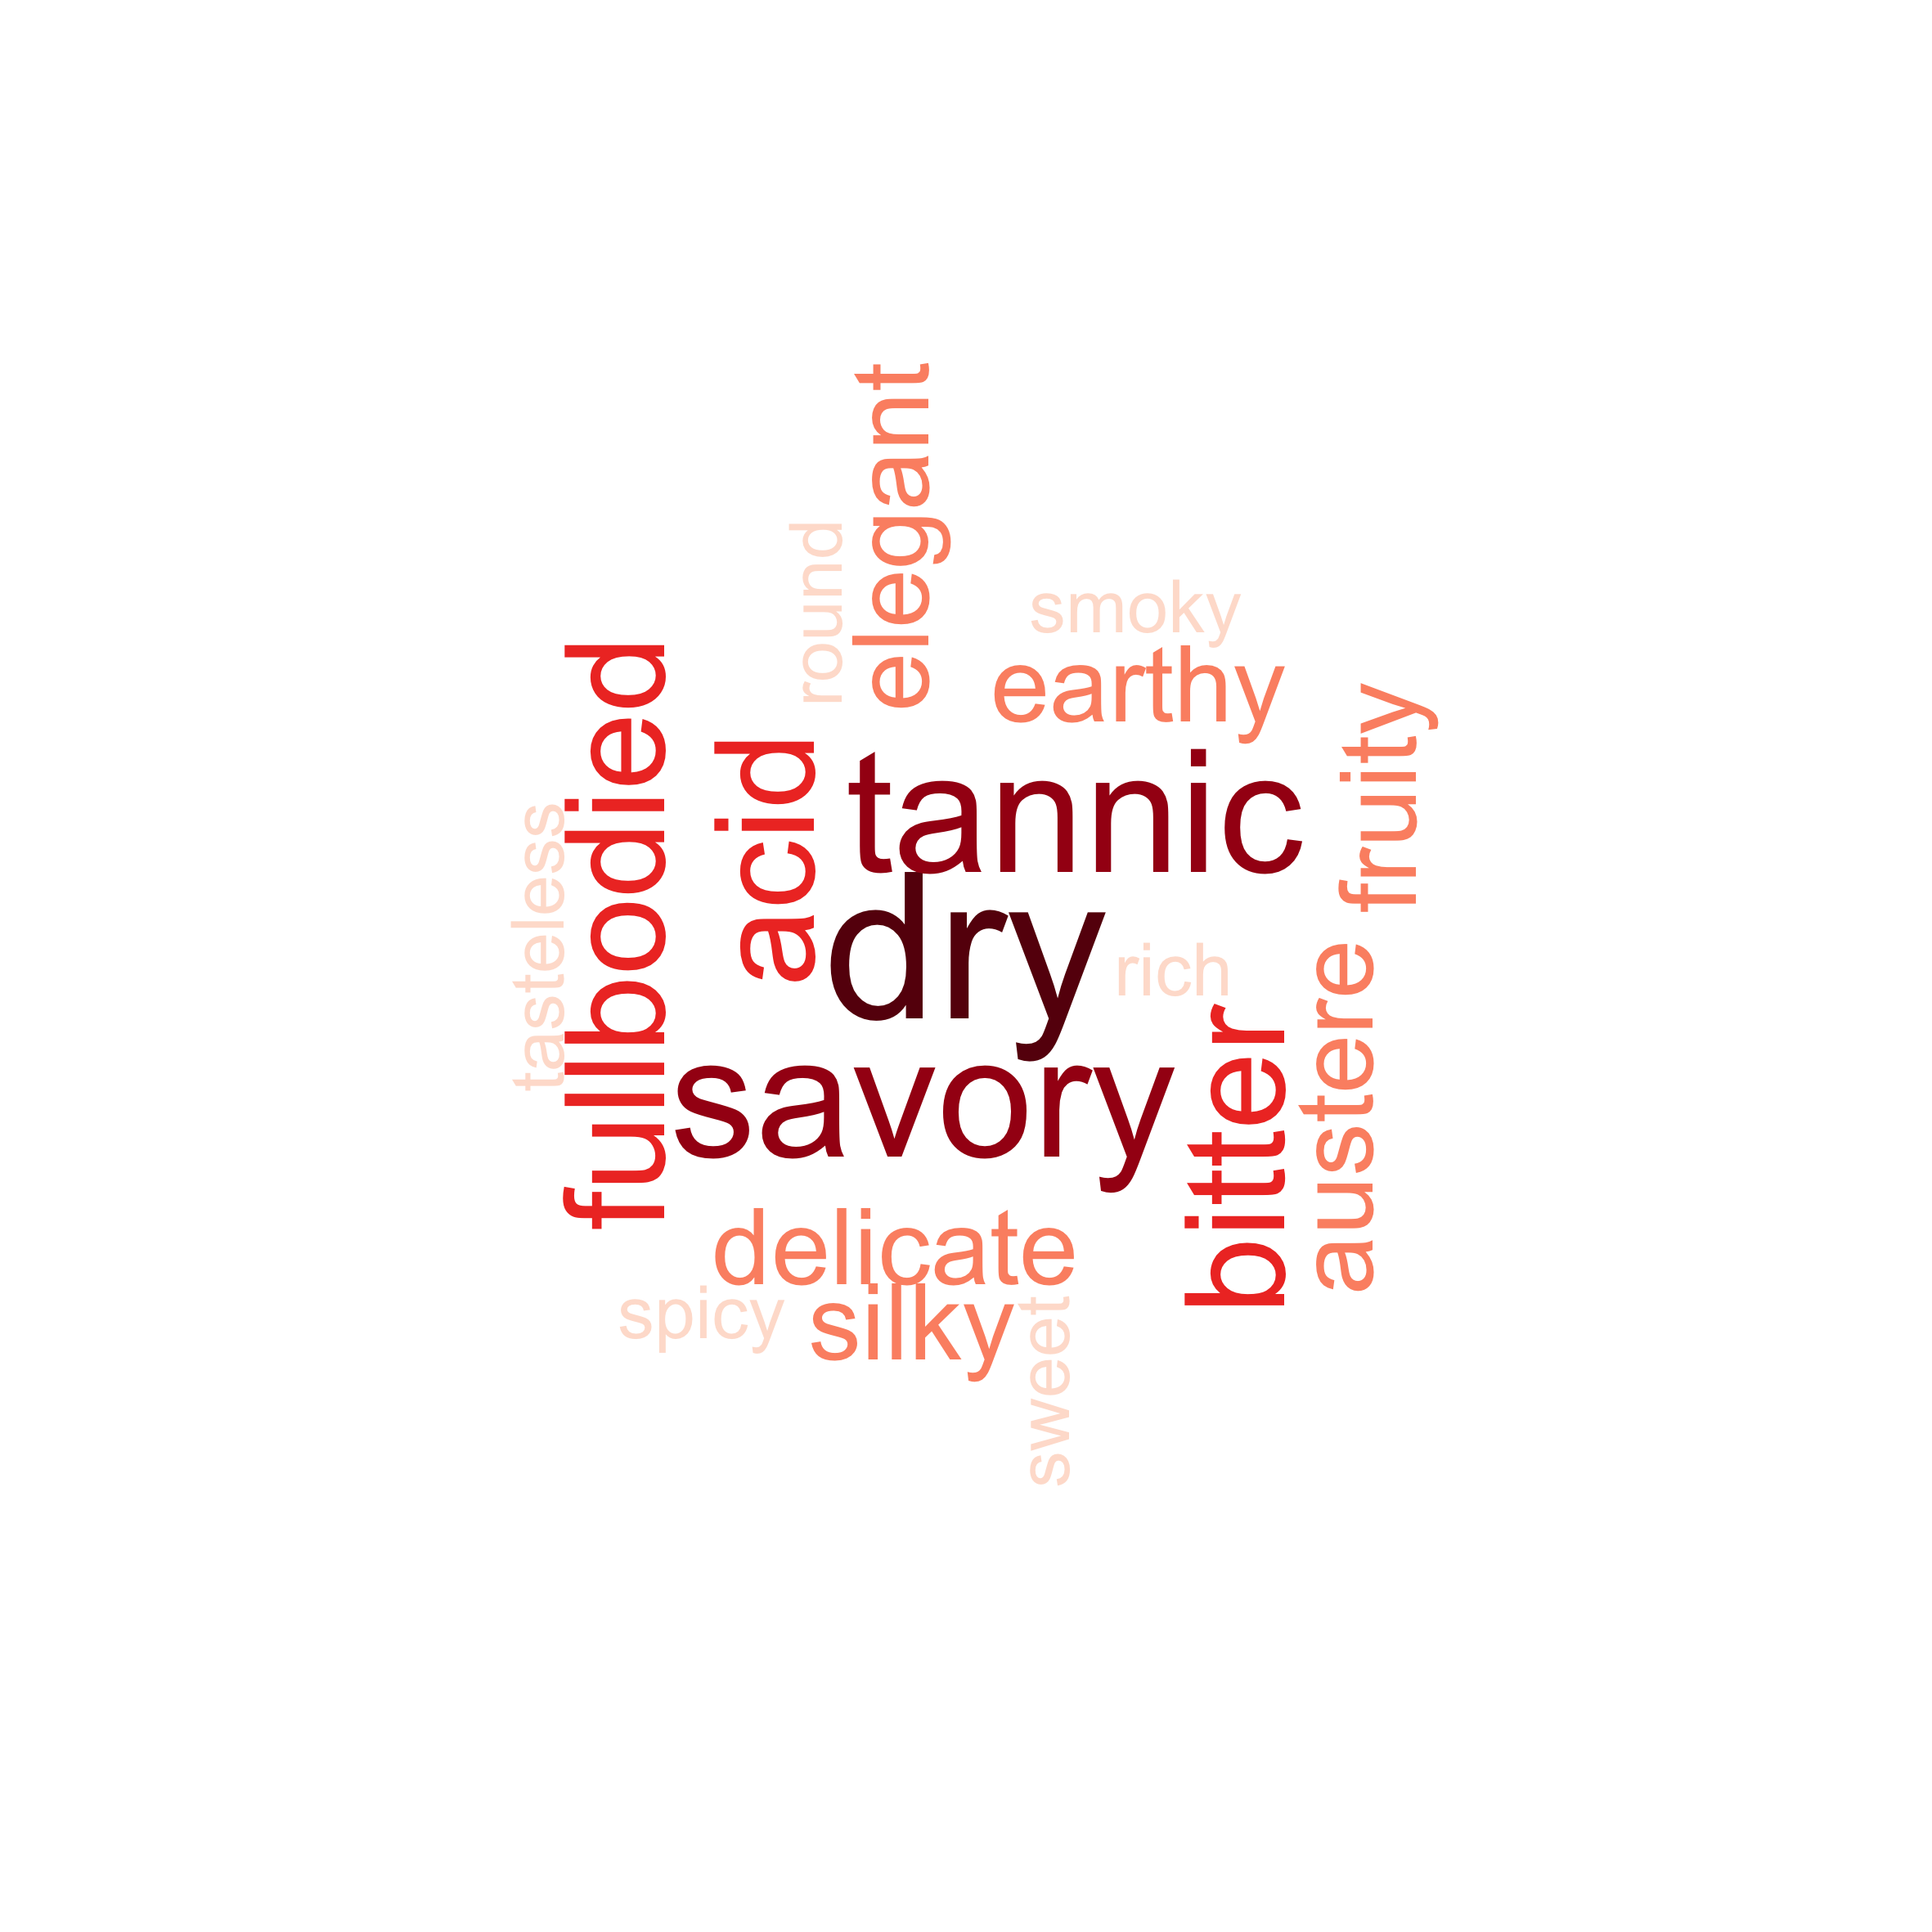 elegant
round
smoky
earthy
fullbodied
acid
tannic
fruity
tasteless
dry
rich
austere
savory
bitter
delicate
spicy
silky
sweet